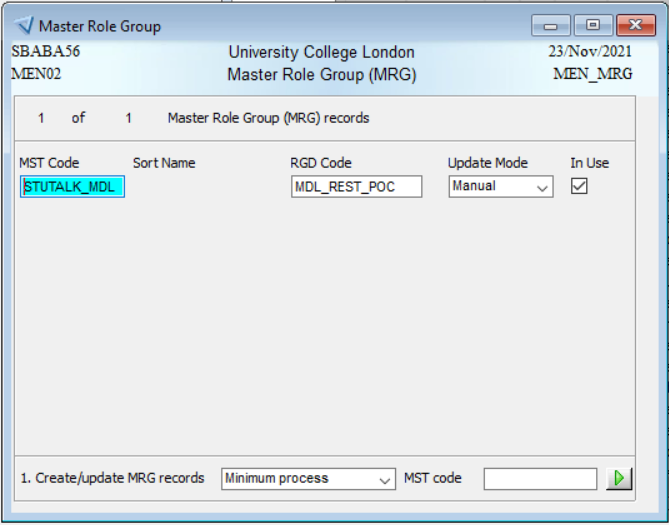 Master Role Group
SBABA56 University College London 23/Nov/2021
MEN02 Master Role Group (MRG) MEN_MRG
1 of 1 Master Role Group (MRG) records
MST Code Sort Name RGD Code Update Mode In Use
STUTALK_MDL MDL_REST_POC Manual
1. Create/update MRG records Minimum process MST code